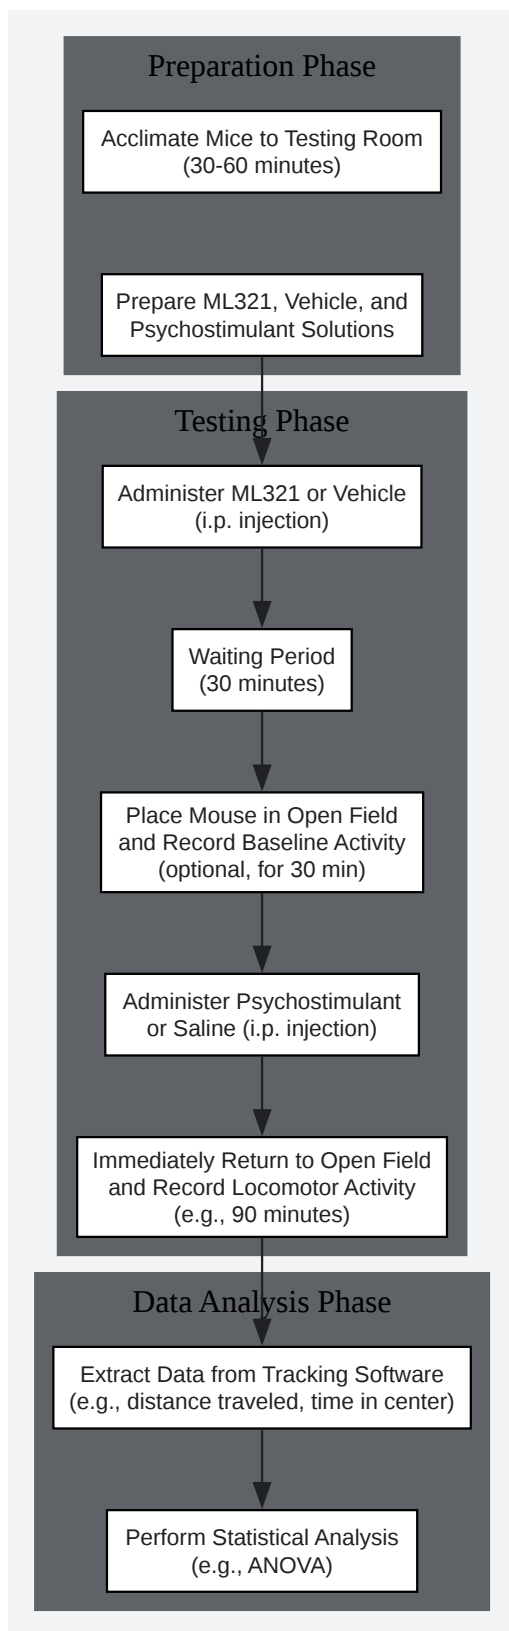 Preparation Phase
Acclimate Mice to Testing Room
(30-60 minutes)
Prepare ML321, Vehicle, and
Psychostimulant Solutions
Testing Phase
Administer ML321 or Vehicle
(i.p. injection)
Waiting Period
(30 minutes)
Place Mouse in Open Field
and Record Baseline Activity
(optional, for 30 min)
Administer Psychostimulant
or Saline (i.p. injection)
Immediately Return to Open Field
and Record Locomotor Activity
(e.g., 90 minutes)
Data Analysis Phase
Extract Data from Tracking Software
(e.g., distance traveled, time in center)
Perform Statistical Analysis
(e.g., ANOVA)